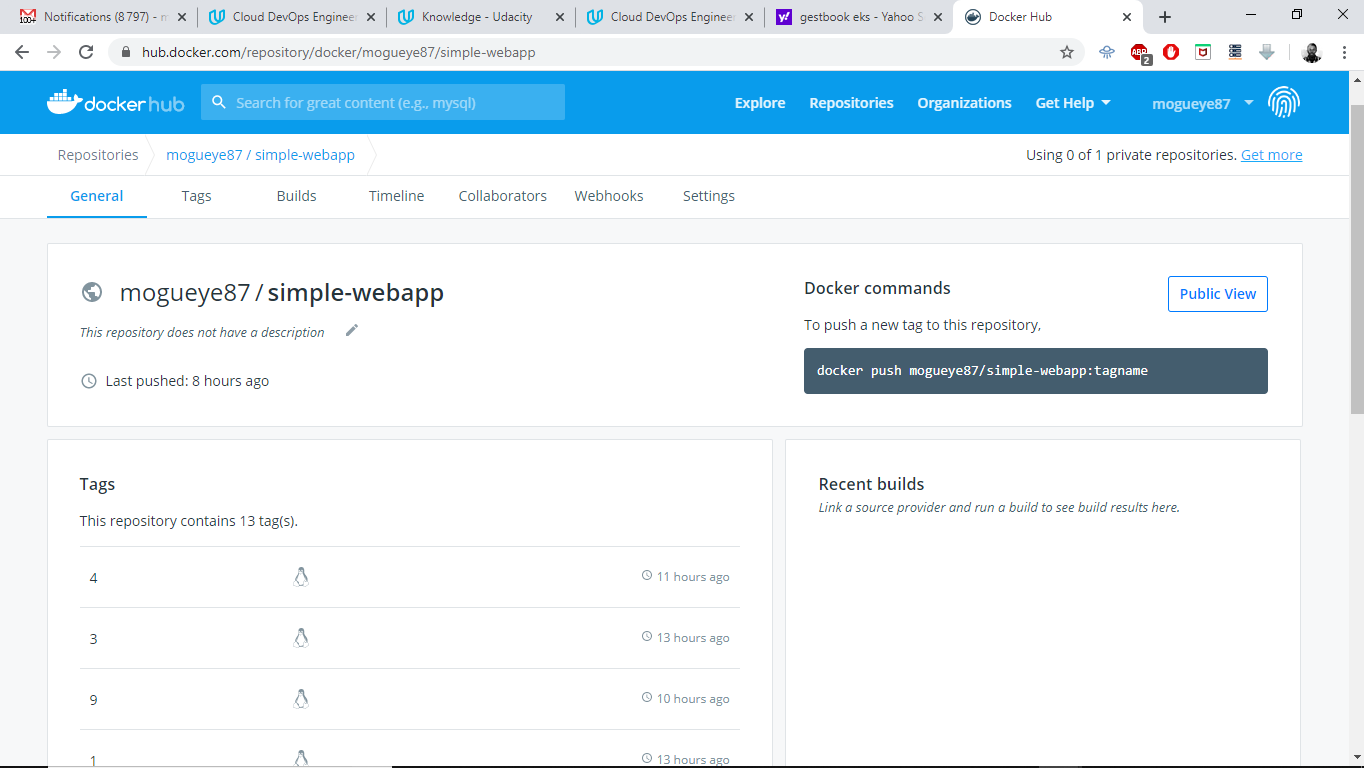 Notifications (8 797) - m
Cloud DevOps Enginee
Knowledge - Udacity
Cloud DevOps Enginee
gestbook eks - Yahoo S
Docker Hub
100+
hub.docker.com/repository/docker/mogueye87/simple-webapp
ABP
2
docker hub
Search for great content (e.g., mysql)
Explore
Repositories
Organizations
Get Help
mogueye87
Repositories
mogueye87 / simple-webapp
Using 0 of 1 private repositories. Get more
General
Tags
Builds
Timeline
Collaborators
Webhooks
Settings
mogueye87 / simple-webapp
This repository does not have a description
Last pushed: 8 hours ago
Docker commands
Public View
To push a new tag to this repository,
docker push mogueye87/simple-webapp:tagname
Tags
This repository contains 13 tag(s).
4 11 hours ago
3 13 hours ago
9 10 hours ago
1 13 hours ago
Recent builds
Link a source provider and run a build to see build results here.